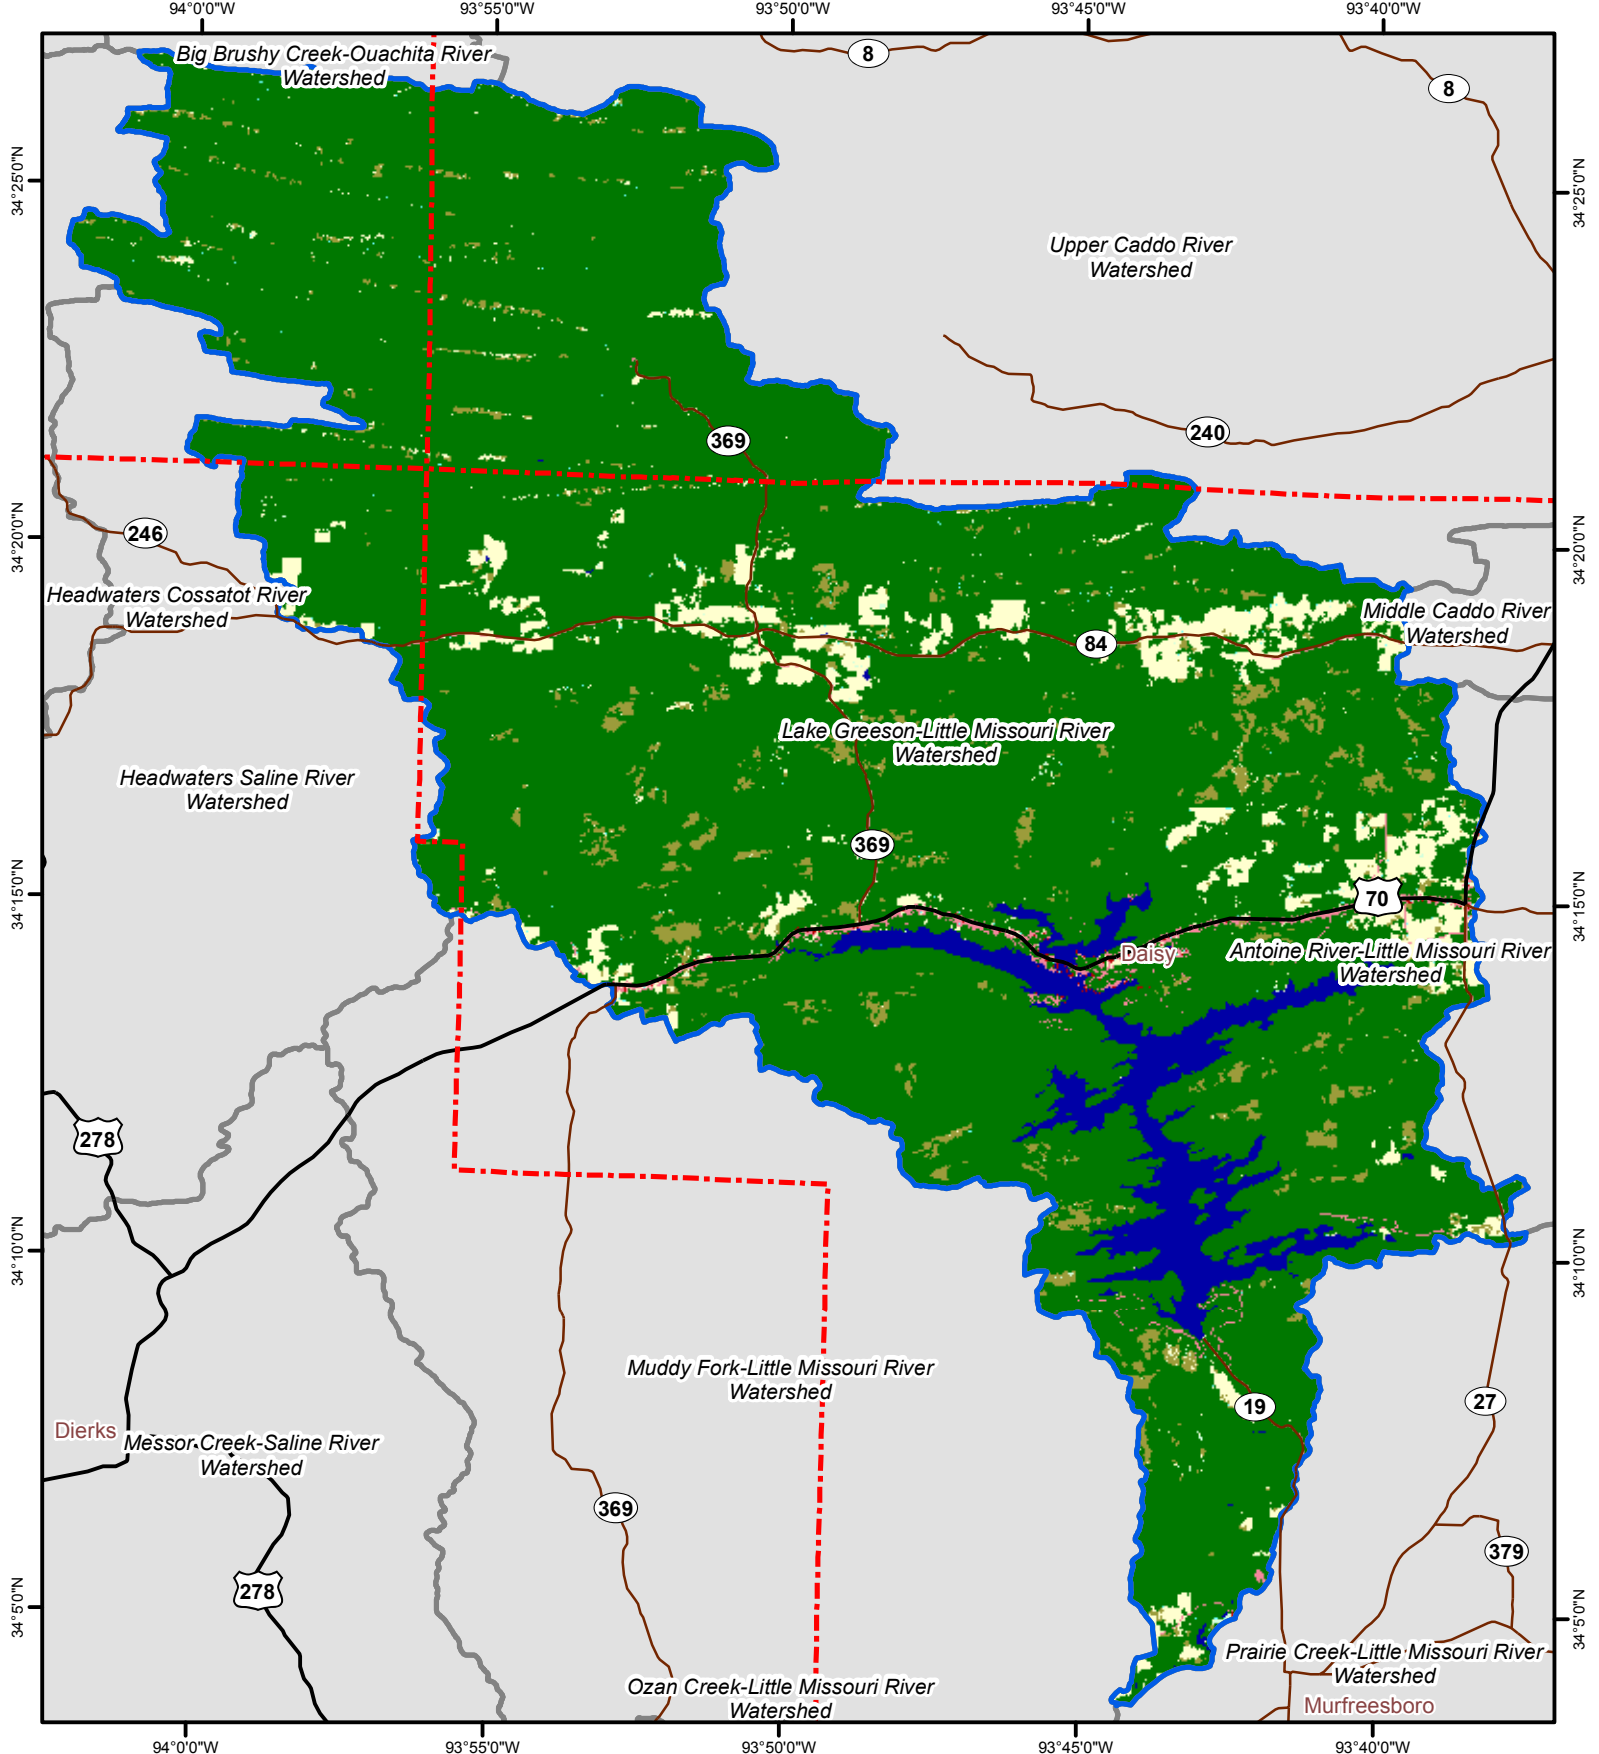 94°0'0"W
93°55'0"W
93°50'0"W
93°45'0"W
93°40'0"W
Big Brushy Creek-Ouachita River
Watershed
8
8
34°25'0"N
34°25'0"N
Upper Caddo River
Watershed
369
240
246
34°20'0"N
34°20'0"N
Headwaters Cossatot River
Watershed
Middle Caddo River
Watershed
84
Lake Greeson-Little Missouri River
Watershed
Headwaters Saline River
Watershed
369
34°15'0"N
34°15'0"N
70
Daisy
Antoine River-Little Missouri River
Watershed
278
34°10'0"N
34°10'0"N
Muddy Fork-Little Missouri River
Watershed
19
27
Dierks
Messor Creek-Saline River
Watershed
369
379
278
34°5'0"N
34°5'0"N
Prairie Creek-Little Missouri River
Watershed
Ozan Creek-Little Missouri River
Watershed
Murfreesboro
94°0'0"W
93°55'0"W
93°50'0"W
93°45'0"W
93°40'0"W